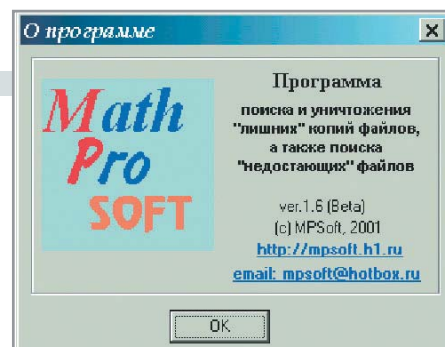 О программе
Math
Pro
SOFT
Программа
поиска и уничтожения
"лишних" копий файлов,
а также поиска
"недостающих" файлов
ver.1.6 (Beta)
(c) MPSoft, 2001
http://mpsoft.h1.ru
email: mpsoft@hotbox.ru
OK